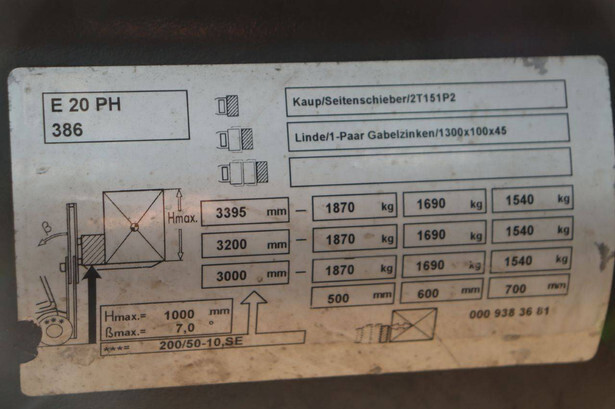 E 20 PH
386
Kaup/Seitenschieber/2T151P2
Linde/1-Paar Gabelzinken/1300x100x45
Hmax. 3395 mm – 1870 kg 1690 kg 1540 kg
3200 mm – 1870 kg 1690 kg 1540 kg
3000 mm – 1870 kg 1690 kg 1540 kg
500 mm 600 mm 700 mm
ß
Hmax.= 1000 mm
ßmax.= 7,0 °
***= 200/50-10,SE
000 938 36 81